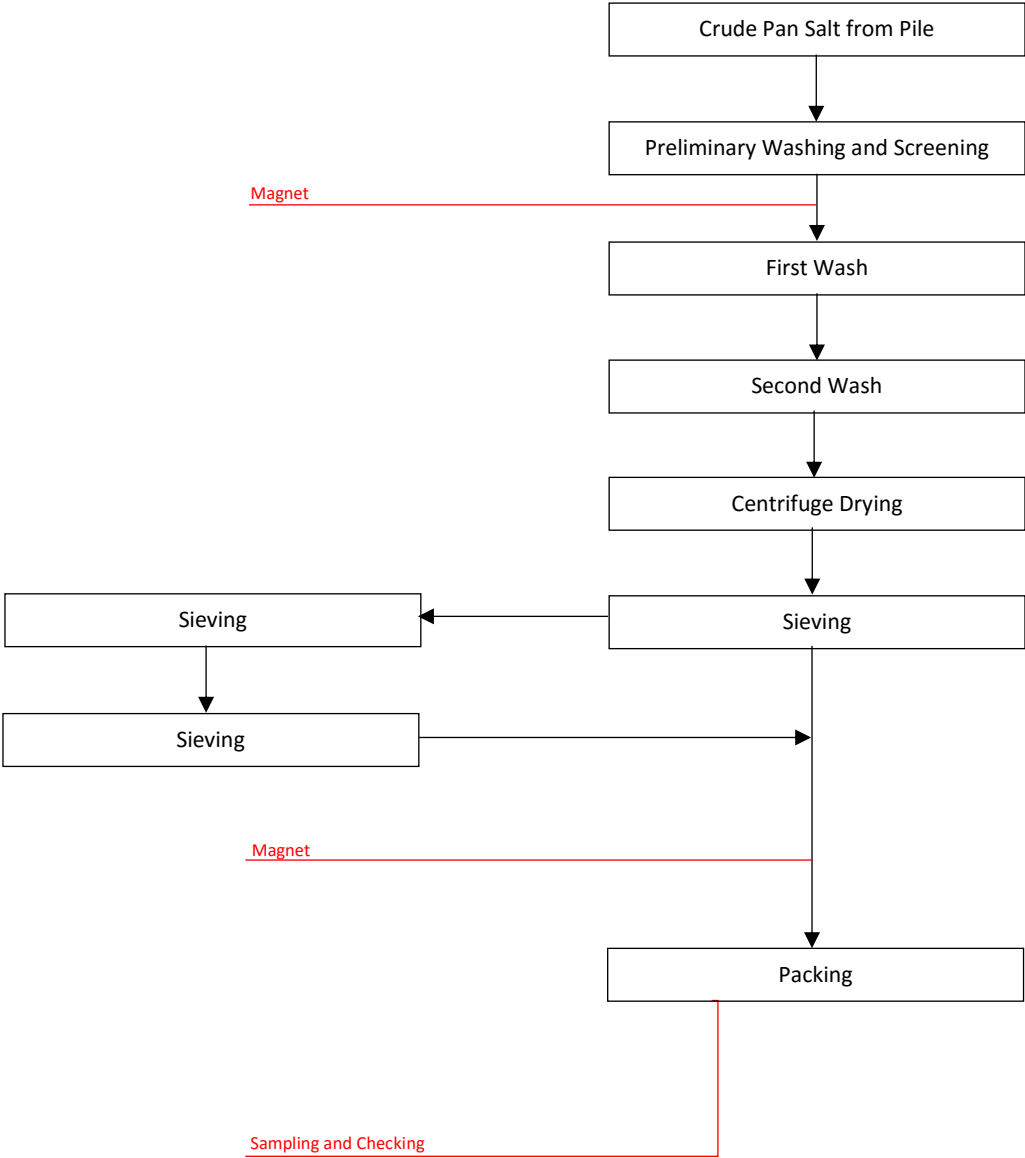 Crude Pan Salt from Pile
Preliminary Washing and Screening
Magnet
First Wash
Second Wash
Centrifuge Drying
Sieving
Sieving
Sieving
Magnet
Packing
Sampling and Checking